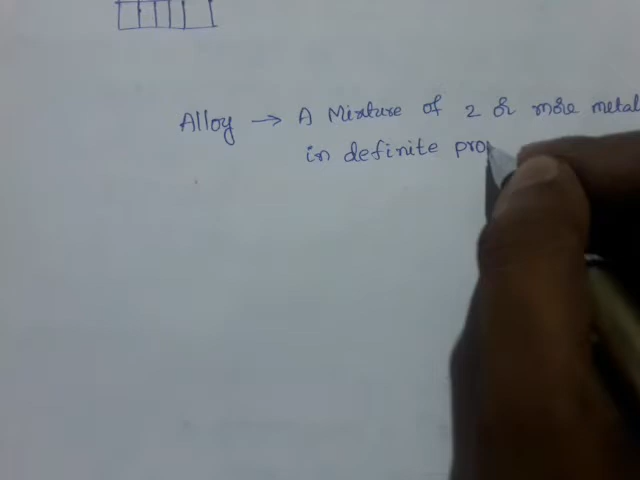 Alloy → A Mixture of 2 or more metal
in definite pro